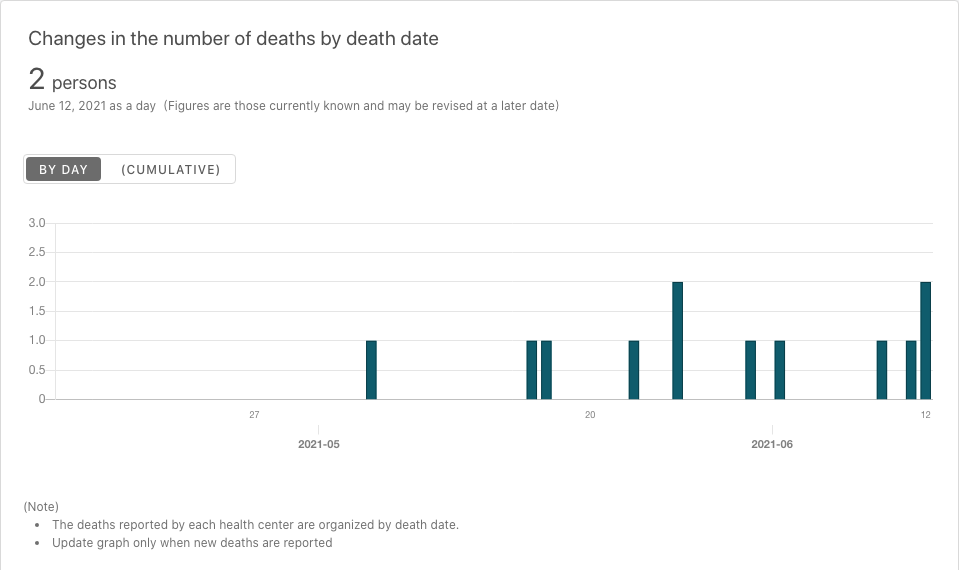 Changes in the number of deaths by death date
2 persons
June 12, 2021 as a day (Figures are those currently known and may be revised at a later date)
BY DAY (CUMULATIVE)
3.0
2.5
2.0
1.5
1.0
0.5
0
27 20 12
2021-05 2021-06
(Note)
• The deaths reported by each health center are organized by death date.
• Update graph only when new deaths are reported